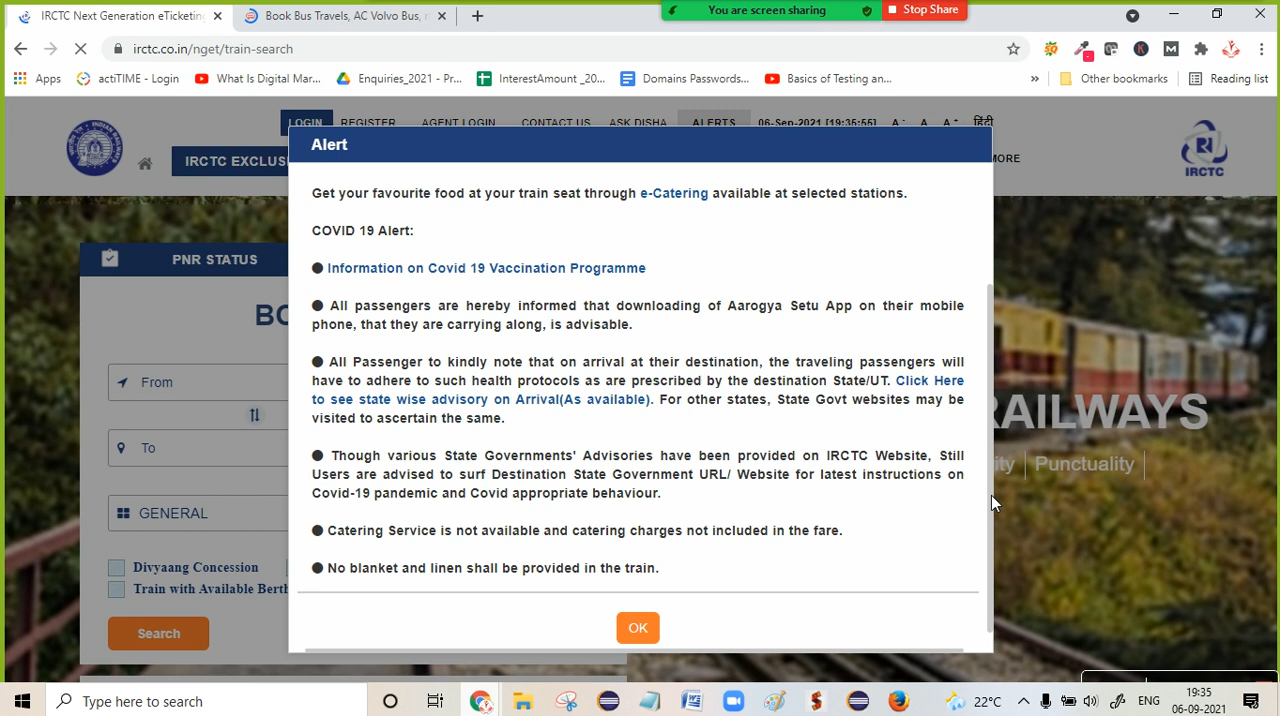 IRCTC Next Generation eTicketing
Book Bus Travels, AC Volvo Bus, r
You are screen sharing
Stop Share
irctc.co.in/nget/train-search
Apps
actiTIME - Login
What Is Digital Mar...
Enquiries_2021 - Pr...
InterestAmount _20...
Domains Passwords...
Basics of Testing an...
»
Other bookmarks
Reading list
LOGIN REGISTER AGENT LOGIN CONTACT US ASK DISHA ALERTS 06-Sep-2021 [19:35:55] A- A A+ हिंदी
IRCTC EXCLUS
MORE
IRCTC
Alert
Get your favourite food at your train seat through e-Catering available at selected stations.
COVID 19 Alert:
● Information on Covid 19 Vaccination Programme
● All passengers are hereby informed that downloading of Aarogya Setu App on their mobile
phone, that they are carrying along, is advisable.
● All Passenger to kindly note that on arrival at their destination, the traveling passengers will
have to adhere to such health protocols as are prescribed by the destination State/UT. Click Here
to see state wise advisory on Arrival(As available). For other states, State Govt websites may be
visited to ascertain the same.
● Though various State Governments' Advisories have been provided on IRCTC Website, Still
Users are advised to surf Destination State Government URL/ Website for latest instructions on
Covid-19 pandemic and Covid appropriate behaviour.
● Catering Service is not available and catering charges not included in the fare.
● No blanket and linen shall be provided in the train.
OK
PNR STATUS
BO
From
To
GENERAL
Divyaang Concession
Train with Available Berth
Search
RAILWAYS
ity | Punctuality |
Type here to search
22°C
ENG
19:35
06-09-2021